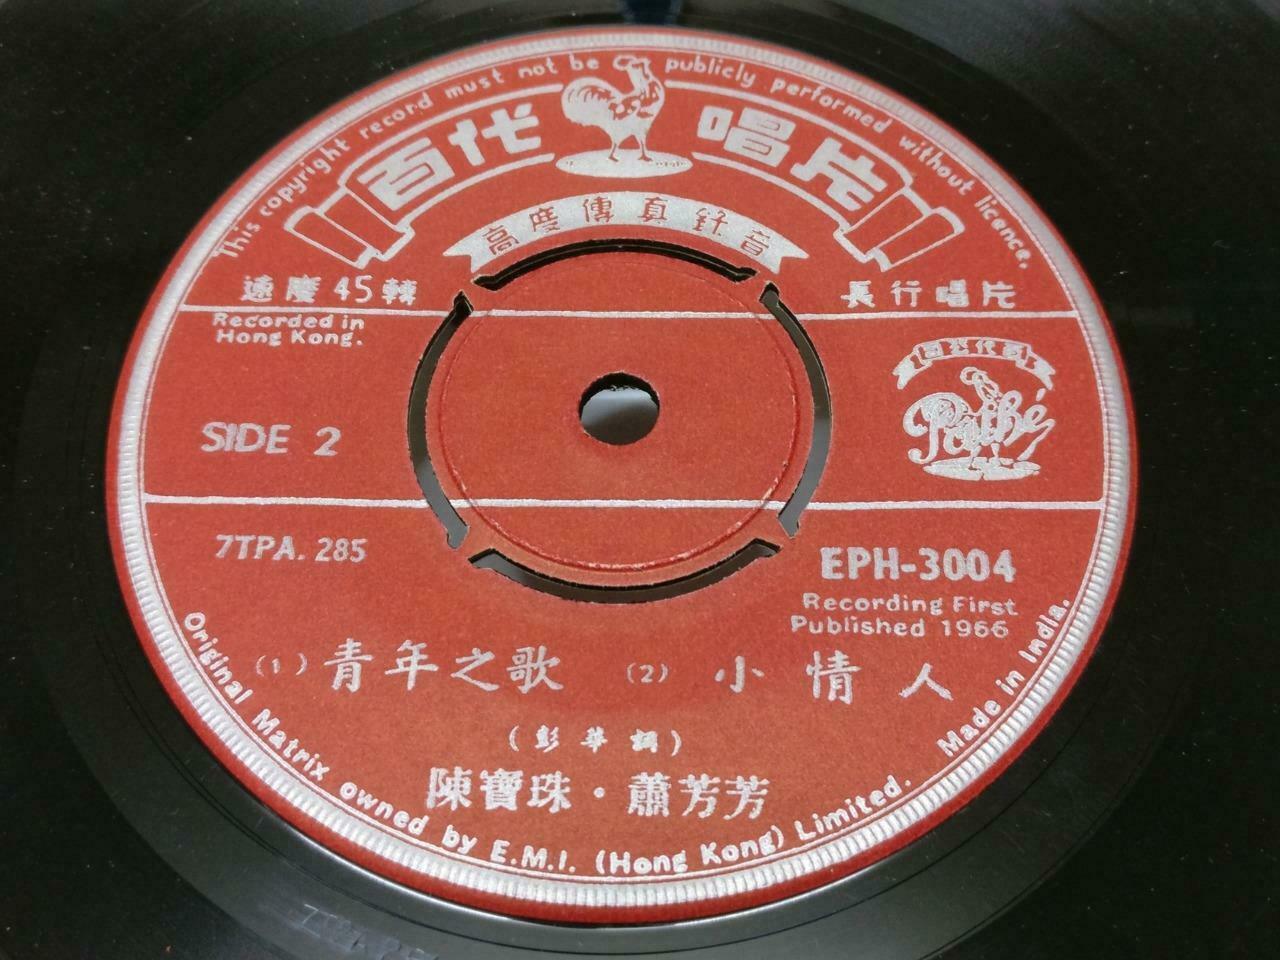 This copyright record must not be publicly performed without licence.
百代 唱片
高度傳真錄音
速度45轉 長行唱片
Recorded in
Hong Kong.
Pathé
SIDE 2
7TPA. 285 EPH-3004
Recording First
Published 1966
(1) 青年之歌 (2) 小情人
陳寶珠·蕭芳芳
Original Matrix owned by E.M.I. (Hong Kong) Limited. Made in India.